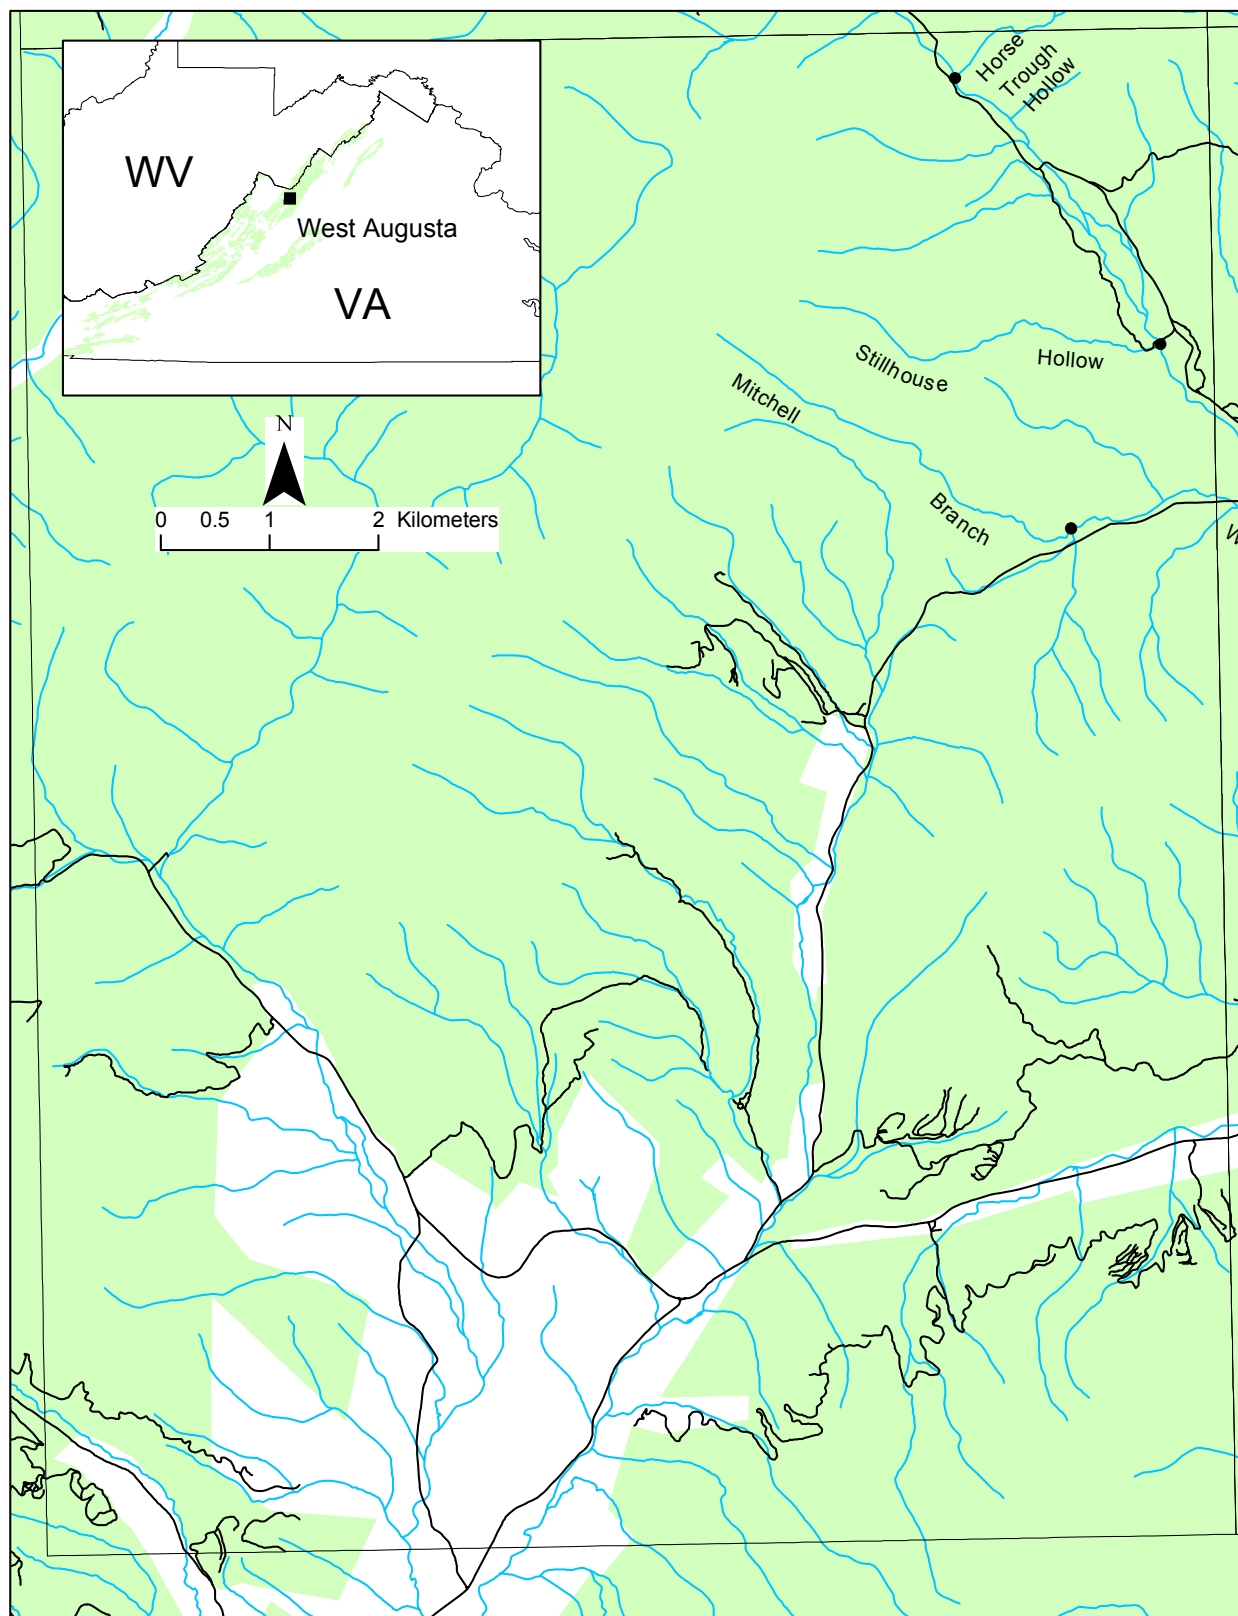 Horse
Trough
Hollow
WV
West Augusta
VA
Stillhouse
Hollow
Mitchell
Branch
N
0 0.5 1 2 Kilometers
W